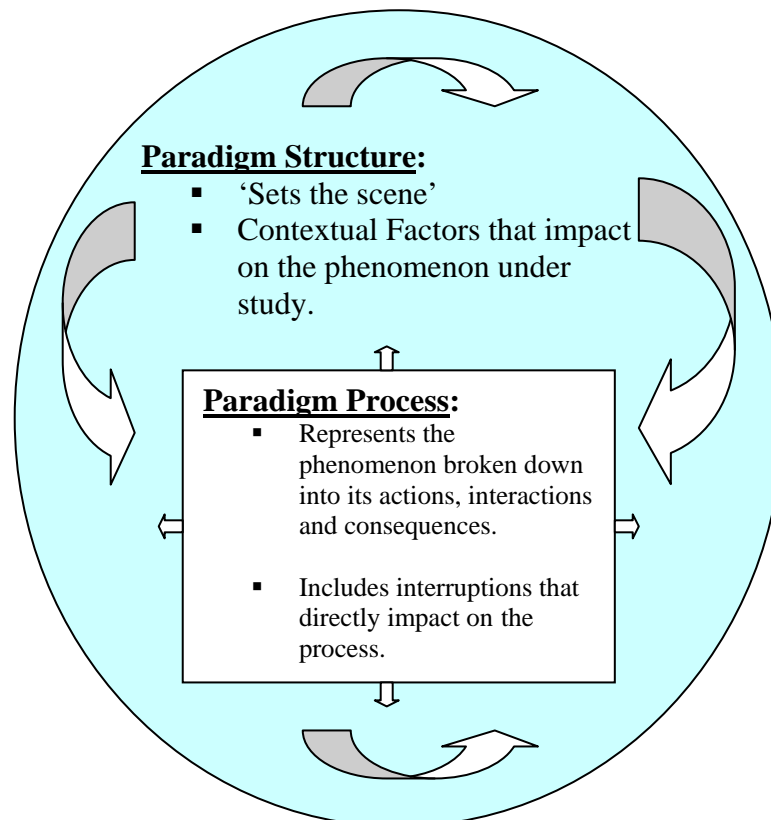 Paradigm Structure:
▪ ‘Sets the scene’
▪ Contextual Factors that impact
on the phenomenon under
study.
Paradigm Process:
▪ Represents the
phenomenon broken down
into its actions, interactions
and consequences.
▪ Includes interruptions that
directly impact on the
process.